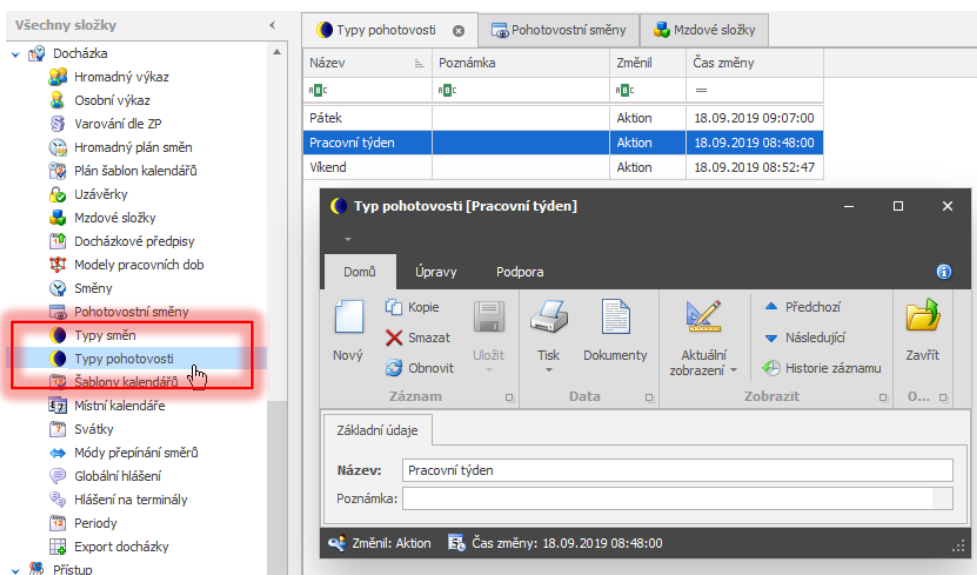 Všechny složky
Docházka
Hromadný výkaz
Osobní výkaz
Varování dle ZP
Hromadný plán směn
Plán šablon kalendářů
Uzávěrky
Mzdové složky
Docházkové předpisy
Modely pracovních dob
Směny
Pohotovostní směny
Typy směn
Typy pohotovosti
Šablony kalendářů
Místní kalendáře
Svátky
Módy přepínání směrů
Globální hlášení
Hlášení na terminály
Periody
Export docházky
Přístup
Typy pohotovosti Pohotovostní směny Mzdové složky
Název Poznámka Změnil Čas změny
Pátek Aktion 18.09.2019 09:07:00
Pracovní týden Aktion 18.09.2019 08:48:00
Víkend Aktion 18.09.2019 08:52:47
Typ pohotovosti [Pracovní týden]
Domů Úpravy Podpora
Nový
Kopie
Smazat
Obnovit
Uložit
Tisk
Dokumenty
Aktuální
zobrazení
Předchozí
Následující
Historie záznamu
Zavřít
Záznam Data Zobrazit O...
Základní údaje
Název: Pracovní týden
Poznámka:
Změnil: Aktion Čas změny: 18.09.2019 08:48:00